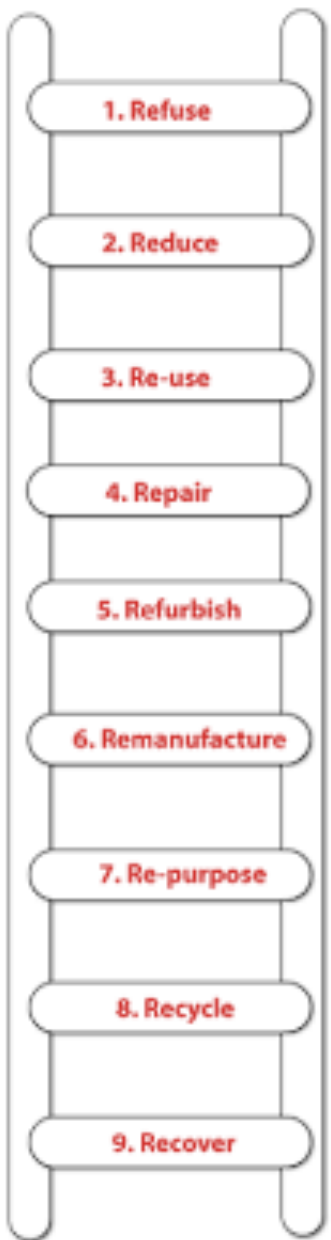 1. Refuse
2. Reduce
3. Re-use
4. Repair
5. Refurbish
6. Remanufacture
7. Re-purpose
8. Recycle
9. Recover